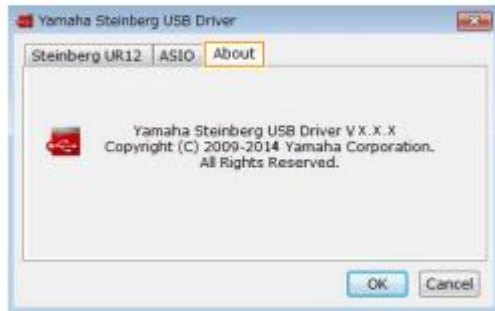 Yamaha Steinberg USB Driver
Steinberg UR12 ASIO About
Yamaha Steinberg USB Driver V X.X.X
Copyright (C) 2009-2014 Yamaha Corporation.
All Rights Reserved.
OK Cancel